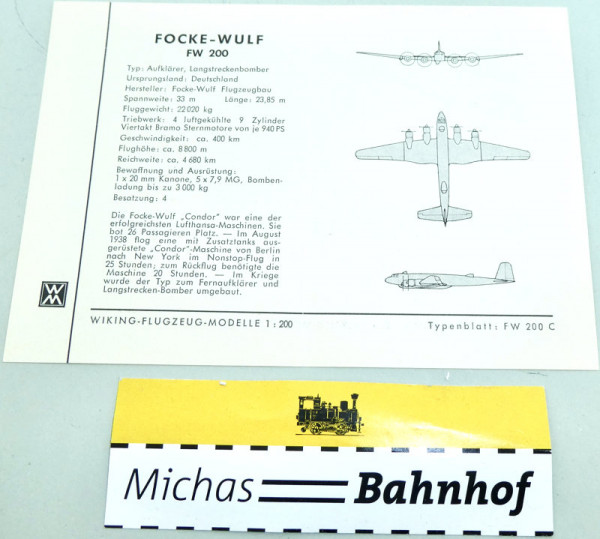 FOCKE-WULF
FW 200
Typ: Aufklärer, Langstreckenbomber
Ursprungsland: Deutschland
Hersteller: Focke-Wulf Flugzeugbau
Spannweite: 33 m Länge: 23,85 m
Fluggewicht: 22 020 kg
Triebwerk: 4 luftgekühlte 9 Zylinder
Viertakt Bramo Sternmotore von je 940 PS
Geschwindigkeit: ca. 400 km
Flughöhe: ca. 8 800 m
Reichweite: ca. 4 680 km
Bewaffnung und Ausrüstung:
1 x 20 mm Kanone, 5 x 7,9 MG, Bomben-
ladung bis zu 3 000 kg
Besatzung: 4
Die Focke-Wulf „Condor" war eine der
erfolgreichsten Lufthansa-Maschinen. Sie
bot 26 Passagieren Platz. — Im August
1938 flog eine mit Zusatztanks aus-
gerüstete „Condor"-Maschine von Berlin
nach New York im Nonstop-Flug in
25 Stunden; zum Rückflug benötigte die
Maschine 20 Stunden. — Im Kriege
wurde der Typ zum Fernaufklärer und
Langstrecken-Bomber umgebaut.
WM
WIKING-FLUGZEUG-MODELLE 1:200
Typenblatt: FW 200 C
Michas Bahnhof